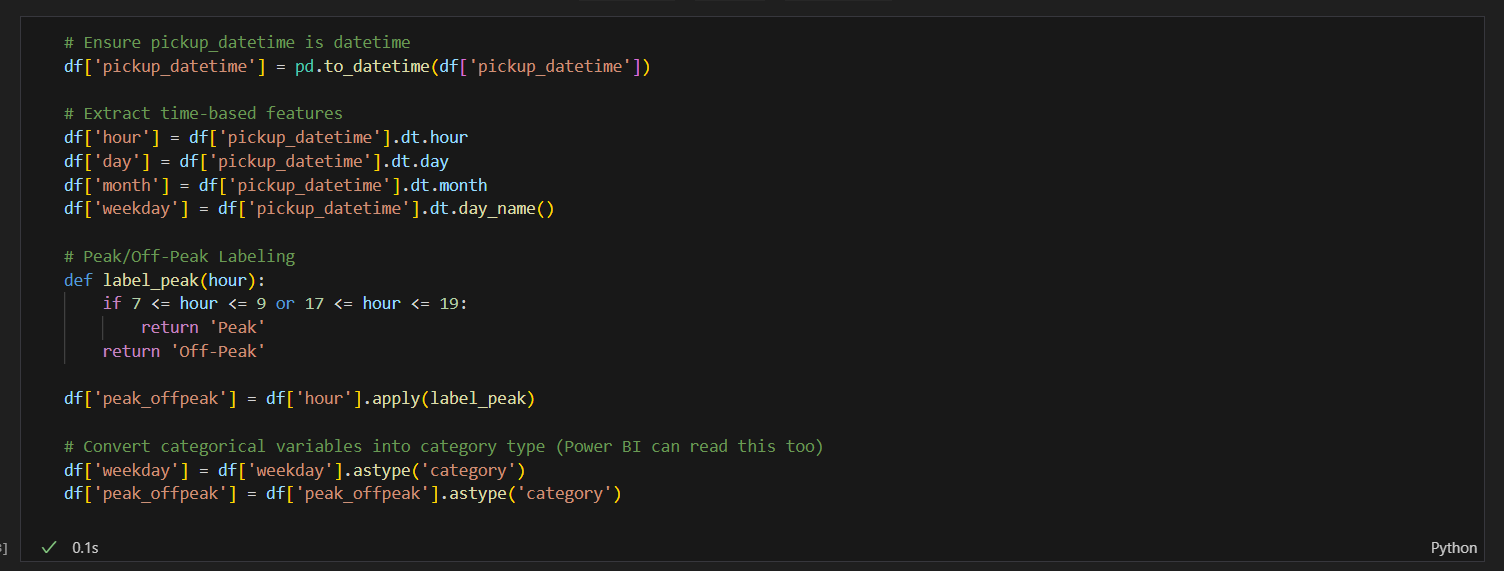 # Ensure pickup_datetime is datetime
df['pickup_datetime'] = pd.to_datetime(df['pickup_datetime'])
# Extract time-based features
df['hour'] = df['pickup_datetime'].dt.hour
df['day'] = df['pickup_datetime'].dt.day
df['month'] = df['pickup_datetime'].dt.month
df['weekday'] = df['pickup_datetime'].dt.day_name()
# Peak/Off-Peak Labeling
def label_peak(hour):
    if 7 <= hour <= 9 or 17 <= hour <= 19:
        return 'Peak'
    return 'Off-Peak'
df['peak_offpeak'] = df['hour'].apply(label_peak)
# Convert categorical variables into category type (Power BI can read this too)
df['weekday'] = df['weekday'].astype('category')
df['peak_offpeak'] = df['peak_offpeak'].astype('category')
] ✓ 0.1s Python